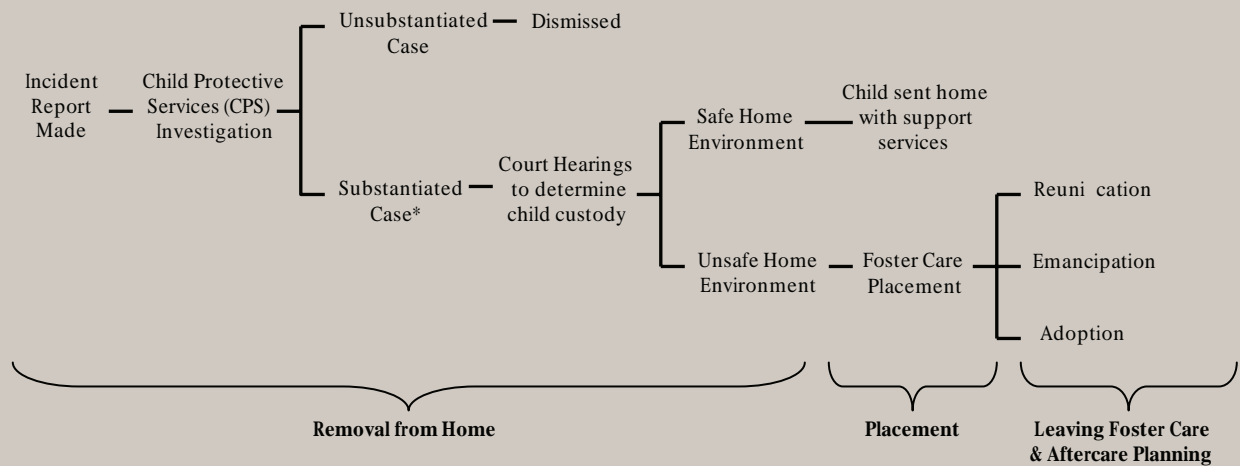 Unsubstantiated
Case
Dismissed
Incident
Report
Made
Child Protective
Services (CPS)
Investigation
Substantiated
Case*
Court Hearings
to determine
child custody
Safe Home
Environment
Child sent home
with support
services
Unsafe Home
Environment
Foster Care
Placement
Reuni cation
Emancipation
Adoption
Removal from Home
Placement
Leaving Foster Care
& Aftercare Planning